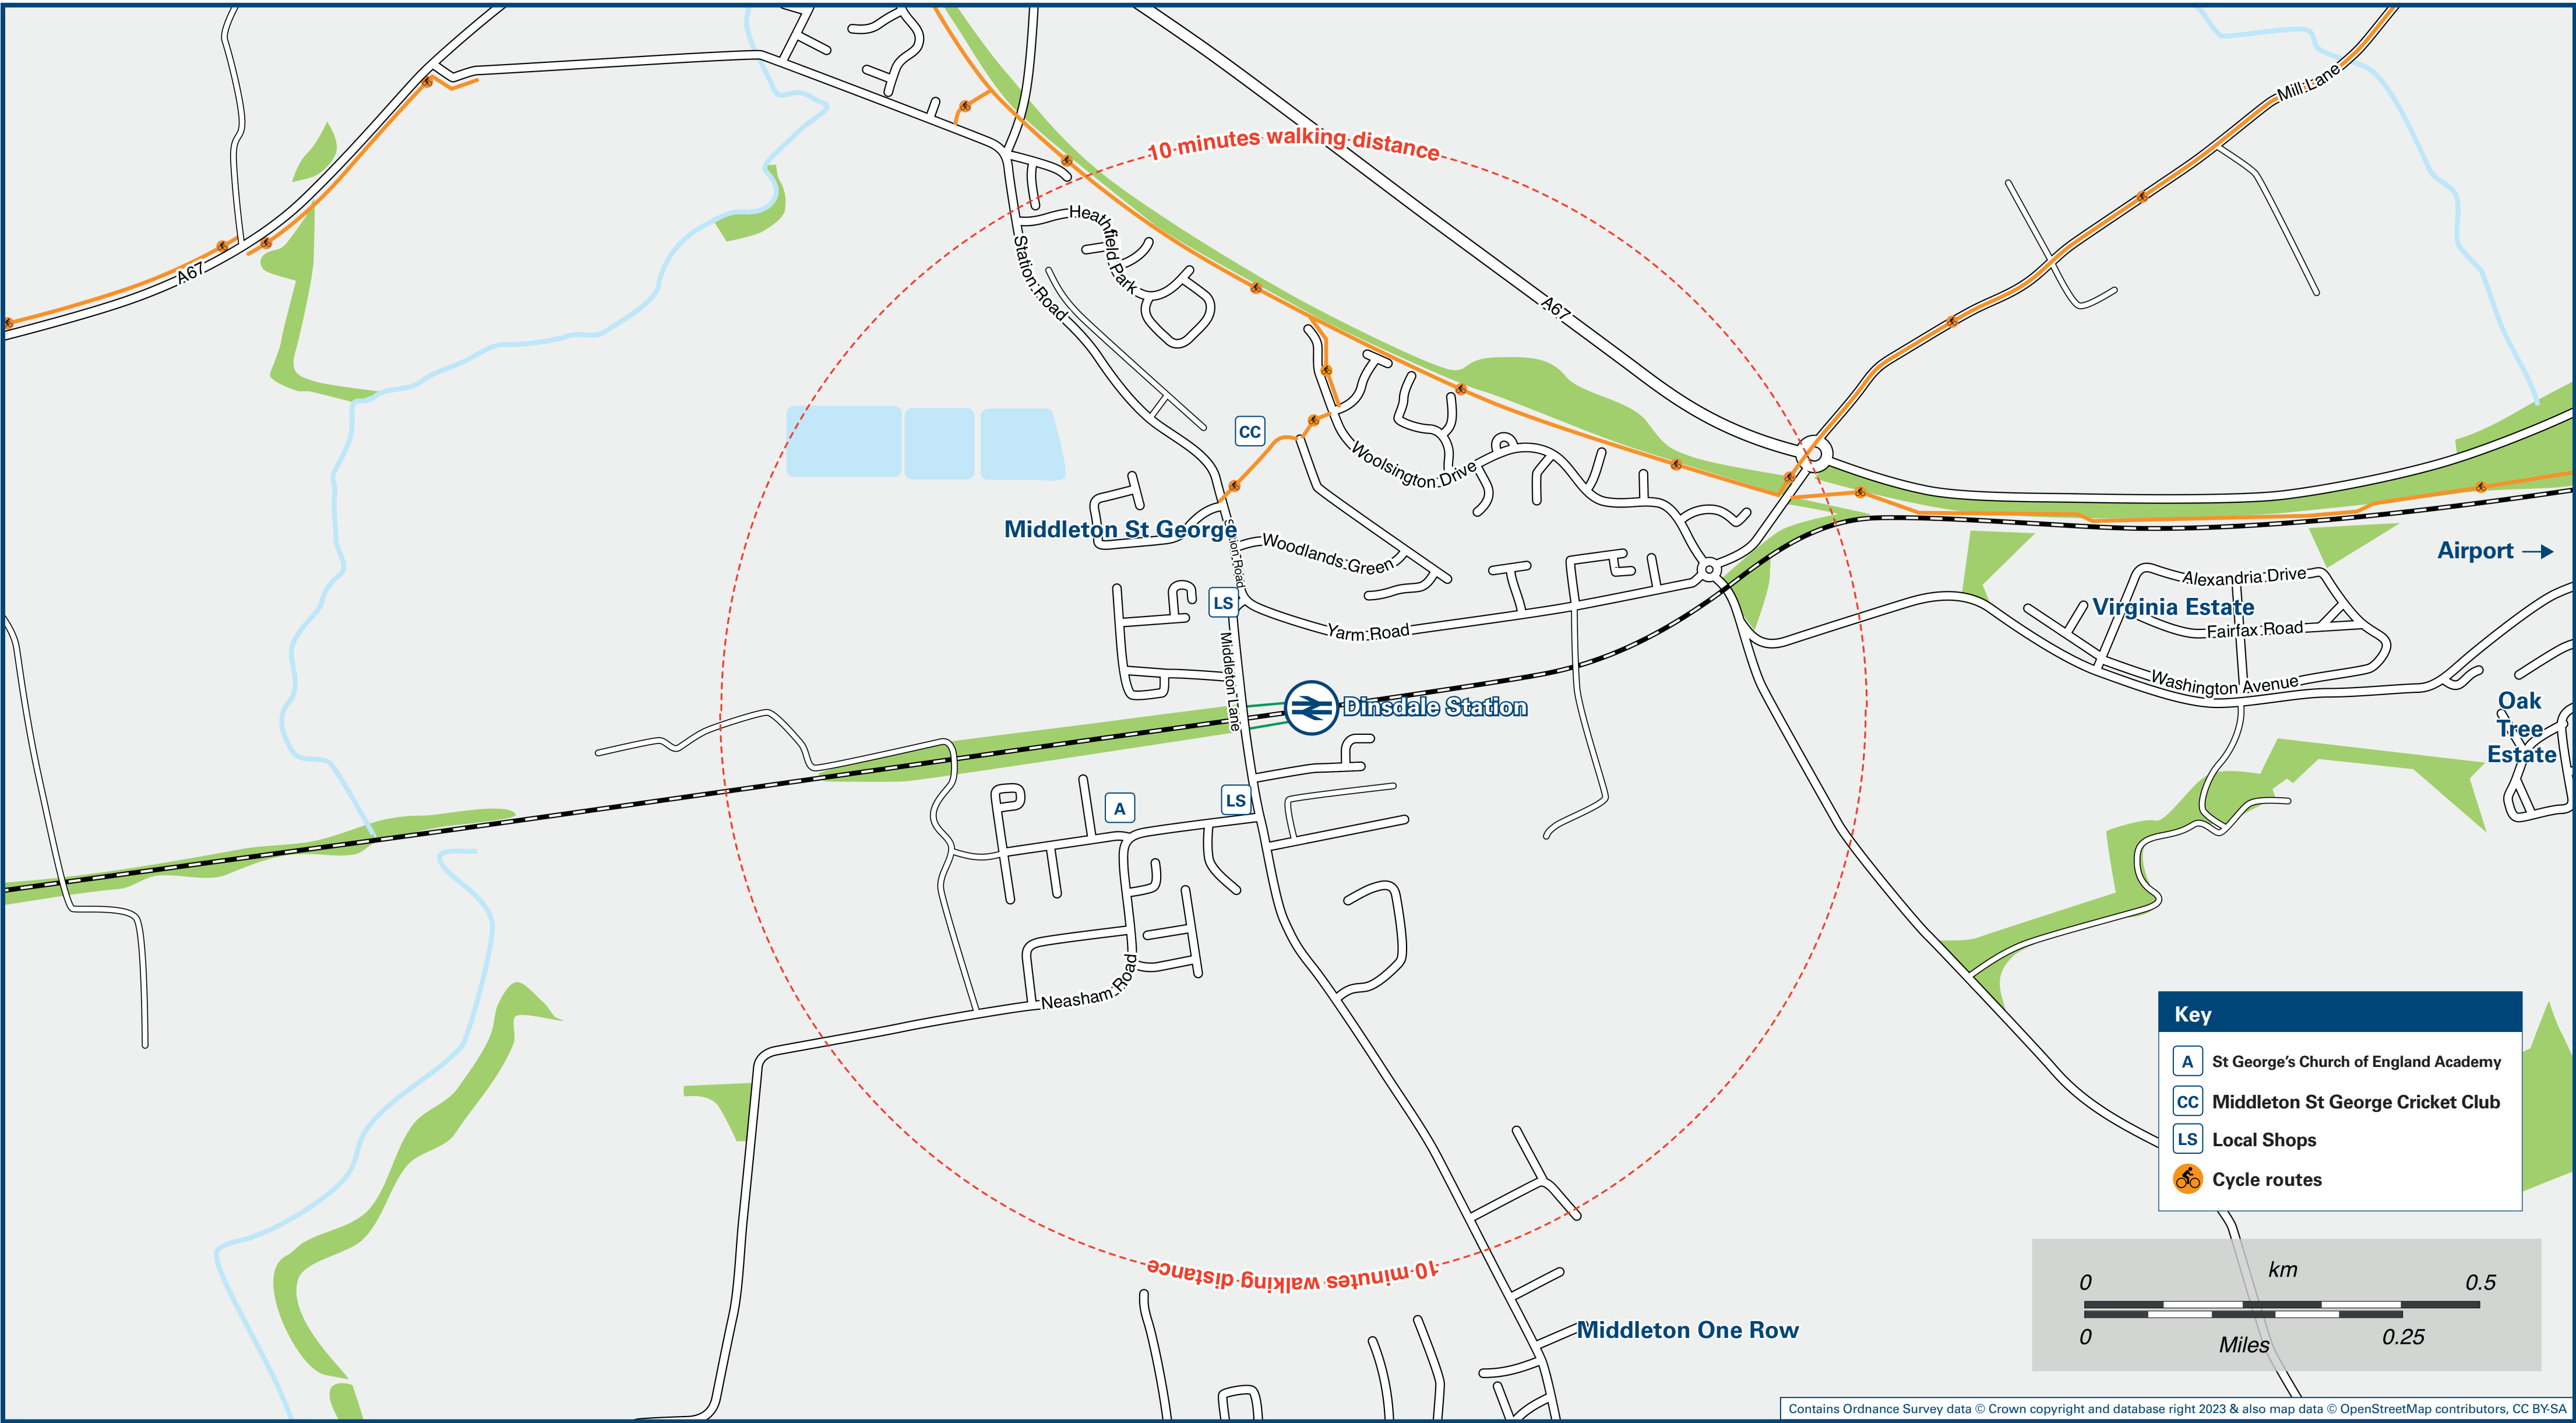 Mill Lane
10 minutes walking distance
Heathfield Park
Station Road
A67
A67
CC
Woolsington Drive
Middleton St George
Station Road
Woodlands Green
Airport →
Alexandria Drive
Virginia Estate
LS
Yarm Road
Fairfax Road
Middleton Lane
Washington Avenue
Dinsdale Station
Oak
Tree
Estate
A
LS
Neasham Road
10 minutes walking distance
Middleton One Row
Key
A St George's Church of England Academy
CC Middleton St George Cricket Club
LS Local Shops
Cycle routes
km
0 0.5
0 0.25
Miles
Contains Ordnance Survey data © Crown copyright and database right 2023 & also map data © OpenStreetMap contributors, CC BY-SA